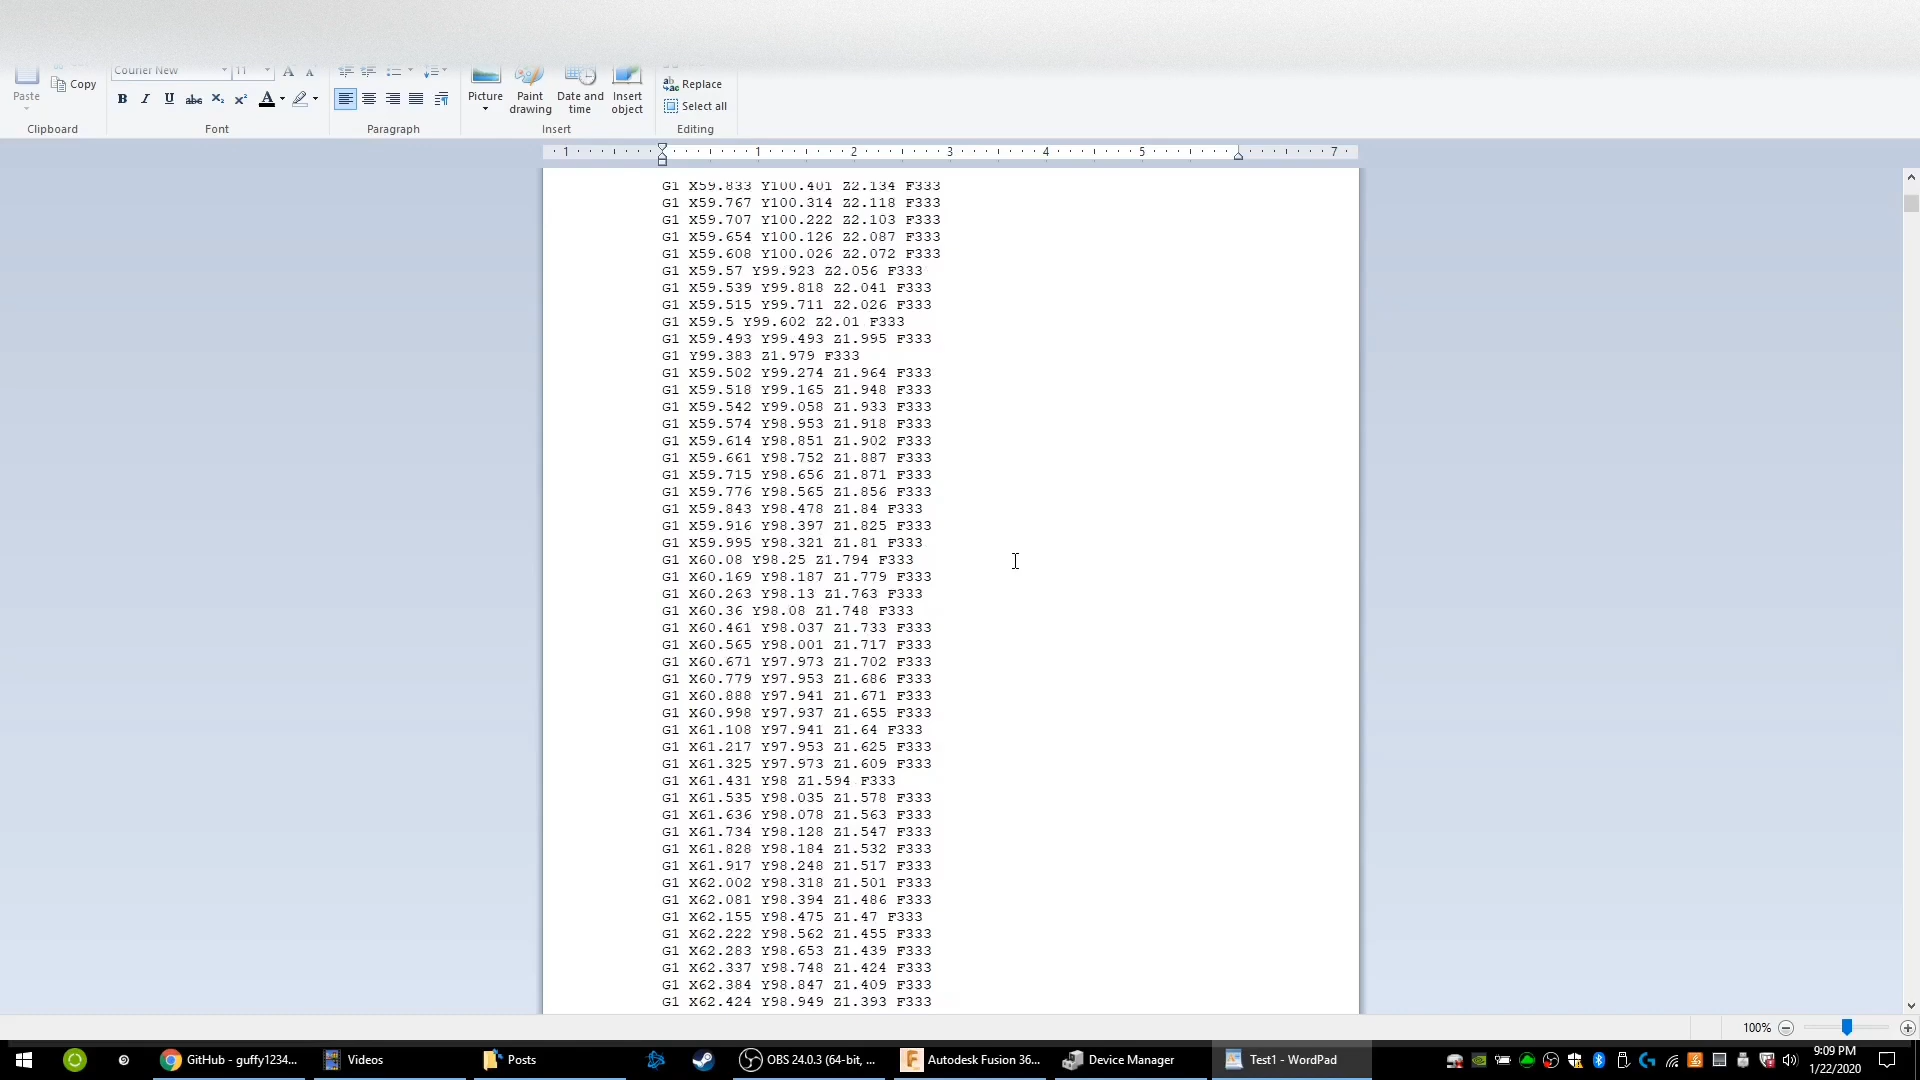 Courier New 11
Paste
Copy
Replace
Select all
Picture
Paint drawing
Date and time
Insert object
Clipboard
Font
Paragraph
Insert
Editing
1 1 2 3 4 5 7
G1 X59.833 Y100.401 Z2.134 F333
G1 X59.767 Y100.314 Z2.118 F333
G1 X59.707 Y100.222 Z2.103 F333
G1 X59.654 Y100.126 Z2.087 F333
G1 X59.608 Y100.026 Z2.072 F333
G1 X59.57 Y99.923 Z2.056 F333
G1 X59.539 Y99.818 Z2.041 F333
G1 X59.515 Y99.711 Z2.026 F333
G1 X59.5 Y99.602 Z2.01 F333
G1 X59.493 Y99.493 Z1.995 F333
G1 Y99.383 Z1.979 F333
G1 X59.502 Y99.274 Z1.964 F333
G1 X59.518 Y99.165 Z1.948 F333
G1 X59.542 Y99.058 Z1.933 F333
G1 X59.574 Y98.953 Z1.918 F333
G1 X59.614 Y98.851 Z1.902 F333
G1 X59.661 Y98.752 Z1.887 F333
G1 X59.715 Y98.656 Z1.871 F333
G1 X59.776 Y98.565 Z1.856 F333
G1 X59.843 Y98.478 Z1.84 F333
G1 X59.916 Y98.397 Z1.825 F333
G1 X59.995 Y98.321 Z1.81 F333
G1 X60.08 Y98.25 Z1.794 F333
G1 X60.169 Y98.187 Z1.779 F333
G1 X60.263 Y98.13 Z1.763 F333
G1 X60.36 Y98.08 Z1.748 F333
G1 X60.461 Y98.037 Z1.733 F333
G1 X60.565 Y98.001 Z1.717 F333
G1 X60.671 Y97.973 Z1.702 F333
G1 X60.779 Y97.953 Z1.686 F333
G1 X60.888 Y97.941 Z1.671 F333
G1 X60.998 Y97.937 Z1.655 F333
G1 X61.108 Y97.941 Z1.64 F333
G1 X61.217 Y97.953 Z1.625 F333
G1 X61.325 Y97.973 Z1.609 F333
G1 X61.431 Y98 Z1.594 F333
G1 X61.535 Y98.035 Z1.578 F333
G1 X61.636 Y98.078 Z1.563 F333
G1 X61.734 Y98.128 Z1.547 F333
G1 X61.828 Y98.184 Z1.532 F333
G1 X61.917 Y98.248 Z1.517 F333
G1 X62.002 Y98.318 Z1.501 F333
G1 X62.081 Y98.394 Z1.486 F333
G1 X62.155 Y98.475 Z1.47 F333
G1 X62.222 Y98.562 Z1.455 F333
G1 X62.283 Y98.653 Z1.439 F333
G1 X62.337 Y98.748 Z1.424 F333
G1 X62.384 Y98.847 Z1.409 F333
G1 X62.424 Y98.949 Z1.393 F333
100%
GitHub - guffy1234...
Videos
Posts
OBS 24.0.3 (64-bit, ...
Autodesk Fusion 36...
Device Manager
Test1 - WordPad
9:09 PM
1/22/2020